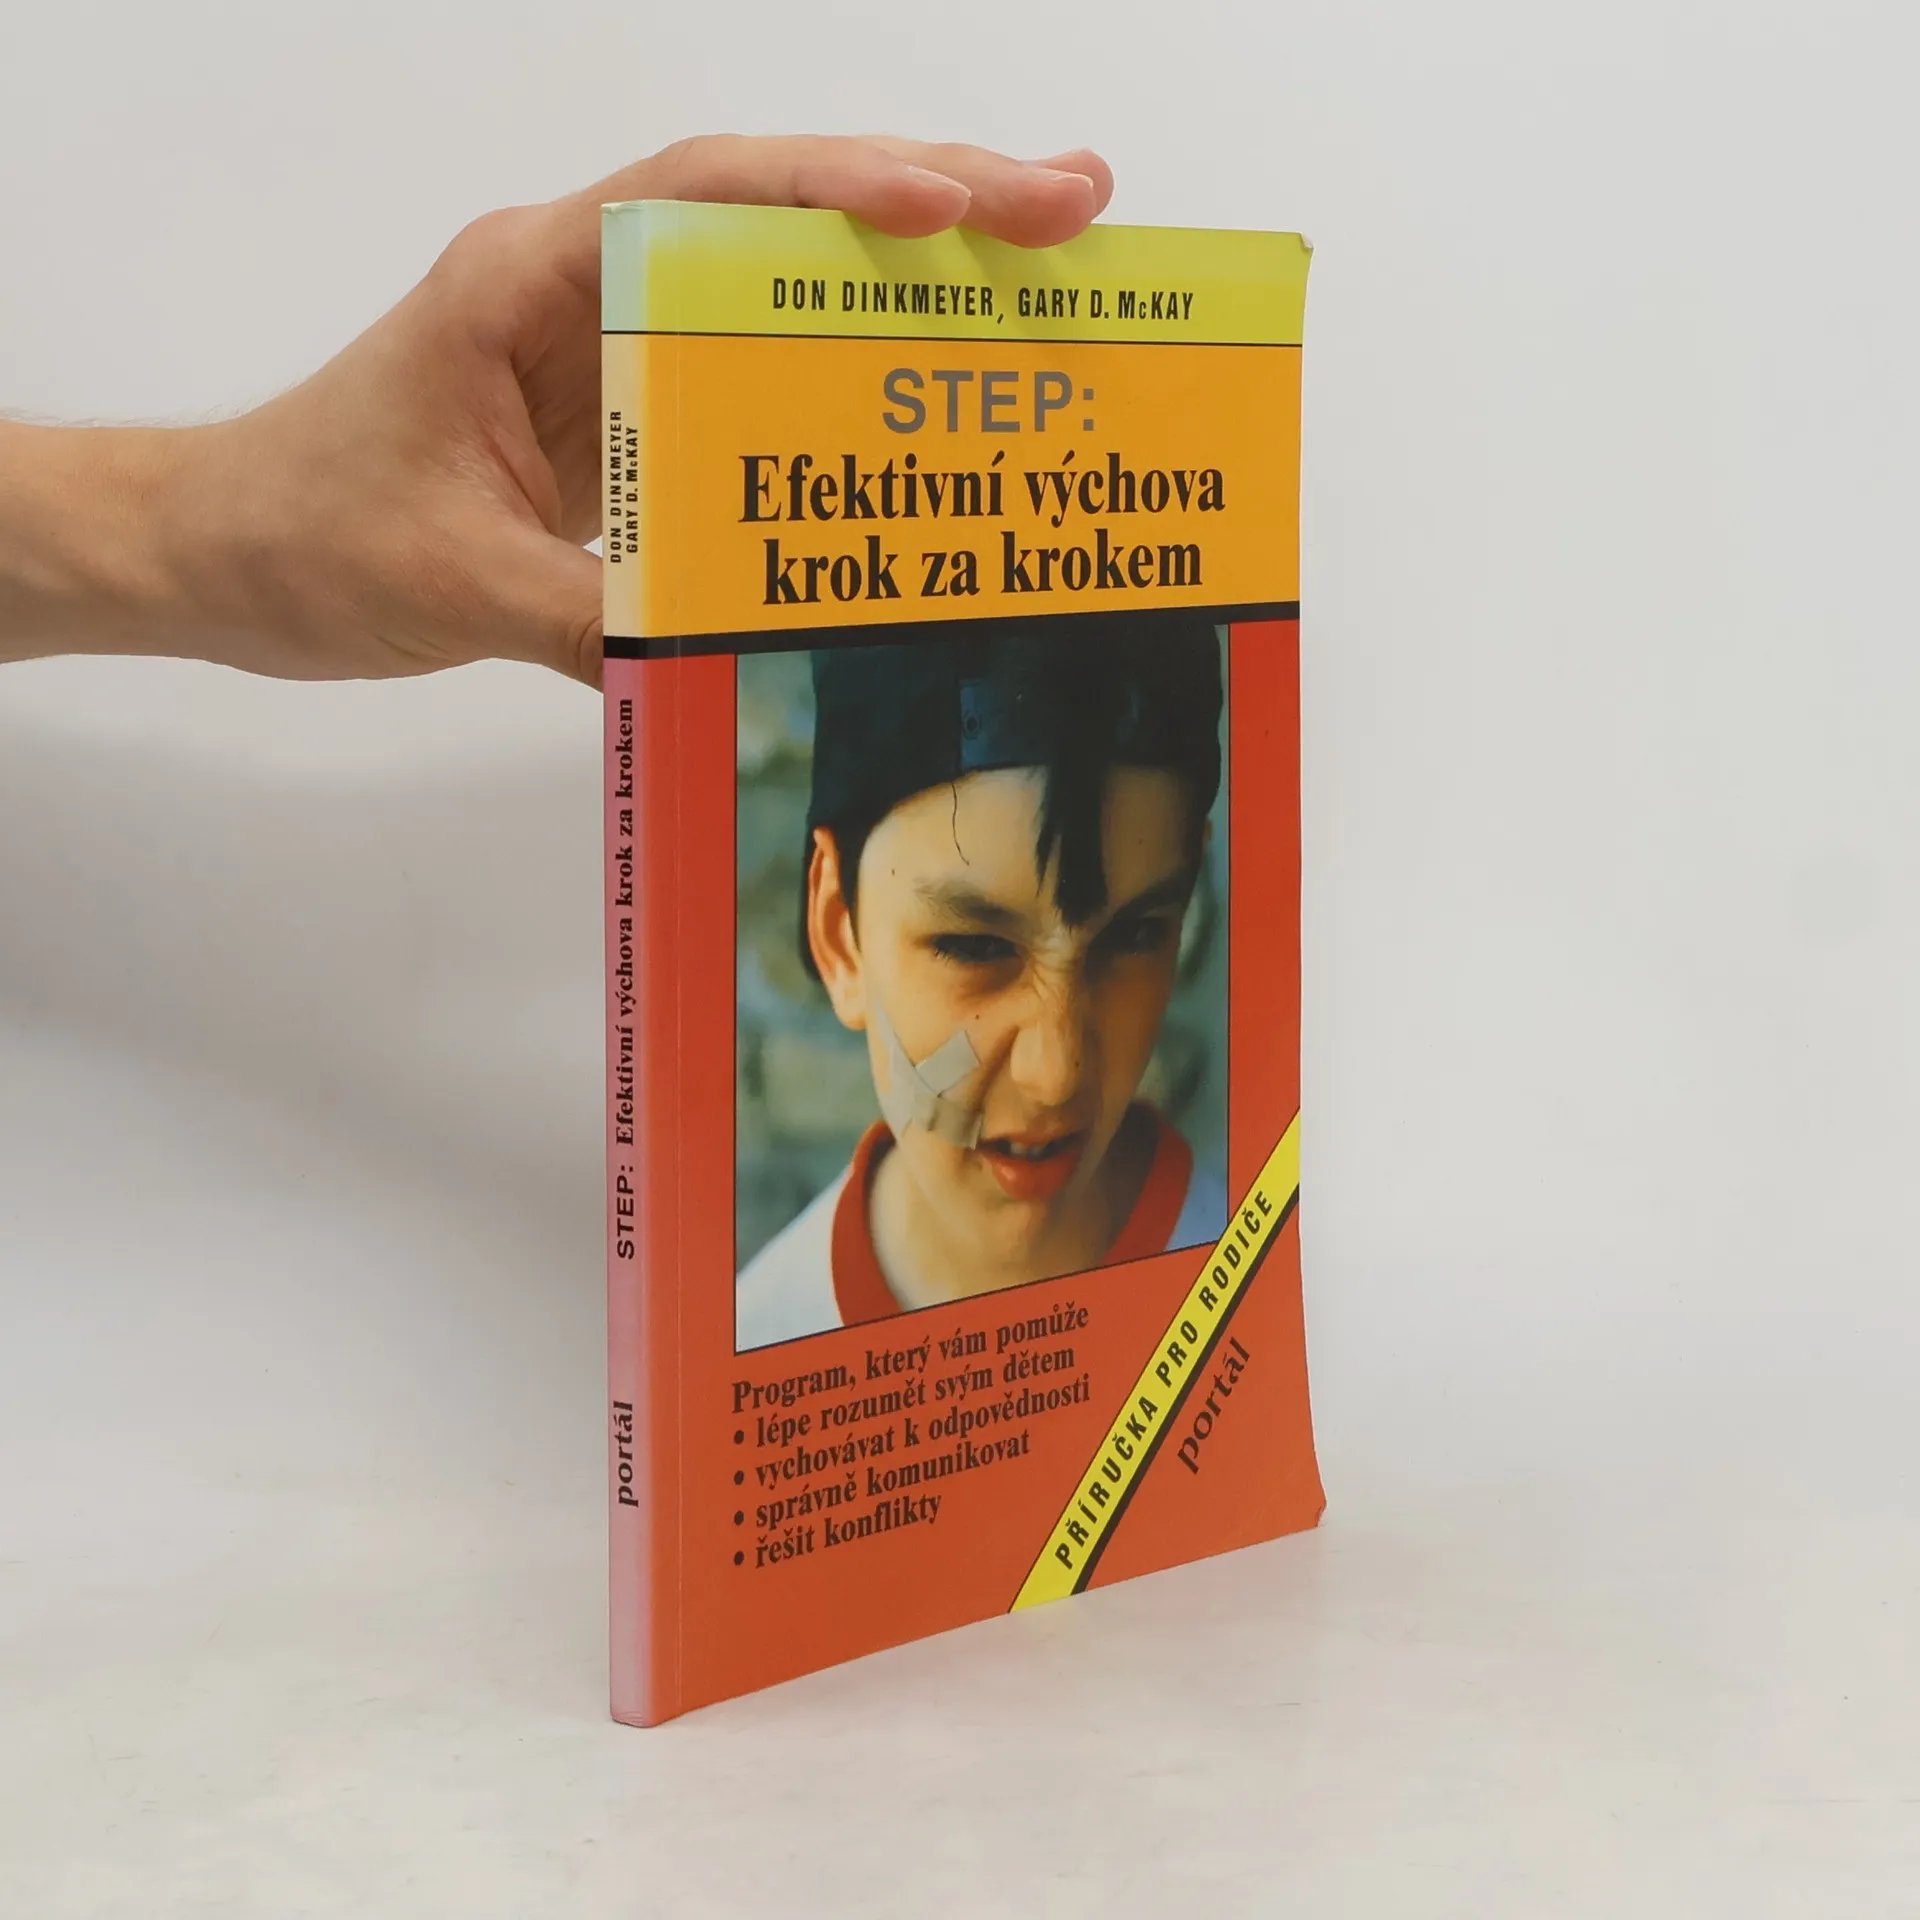 DON DINKMEYER, GARY D. McKAY
STEP:
Efektivní výchova
krok za krokem
Program, který vám pomůže
• lépe rozumět svým dětem
• vychovávat k odpovědnosti
• správně komunikovat
• řešit konflikty
PŘÍRUČKA PRO RODIČE
portál
DON DINKMEYER
GARY D. McKAY
STEP: Efektivní výchova krok za krokem
portál